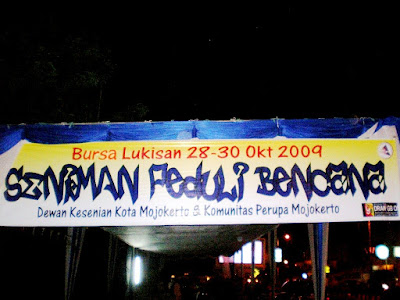 Bursa Lukisan 28-30 Okt 2009
SENIMAN PEDULI BENCANA
Dewan Kesenian Kota Mojokerto & Komunitas Perupa Mojokerto